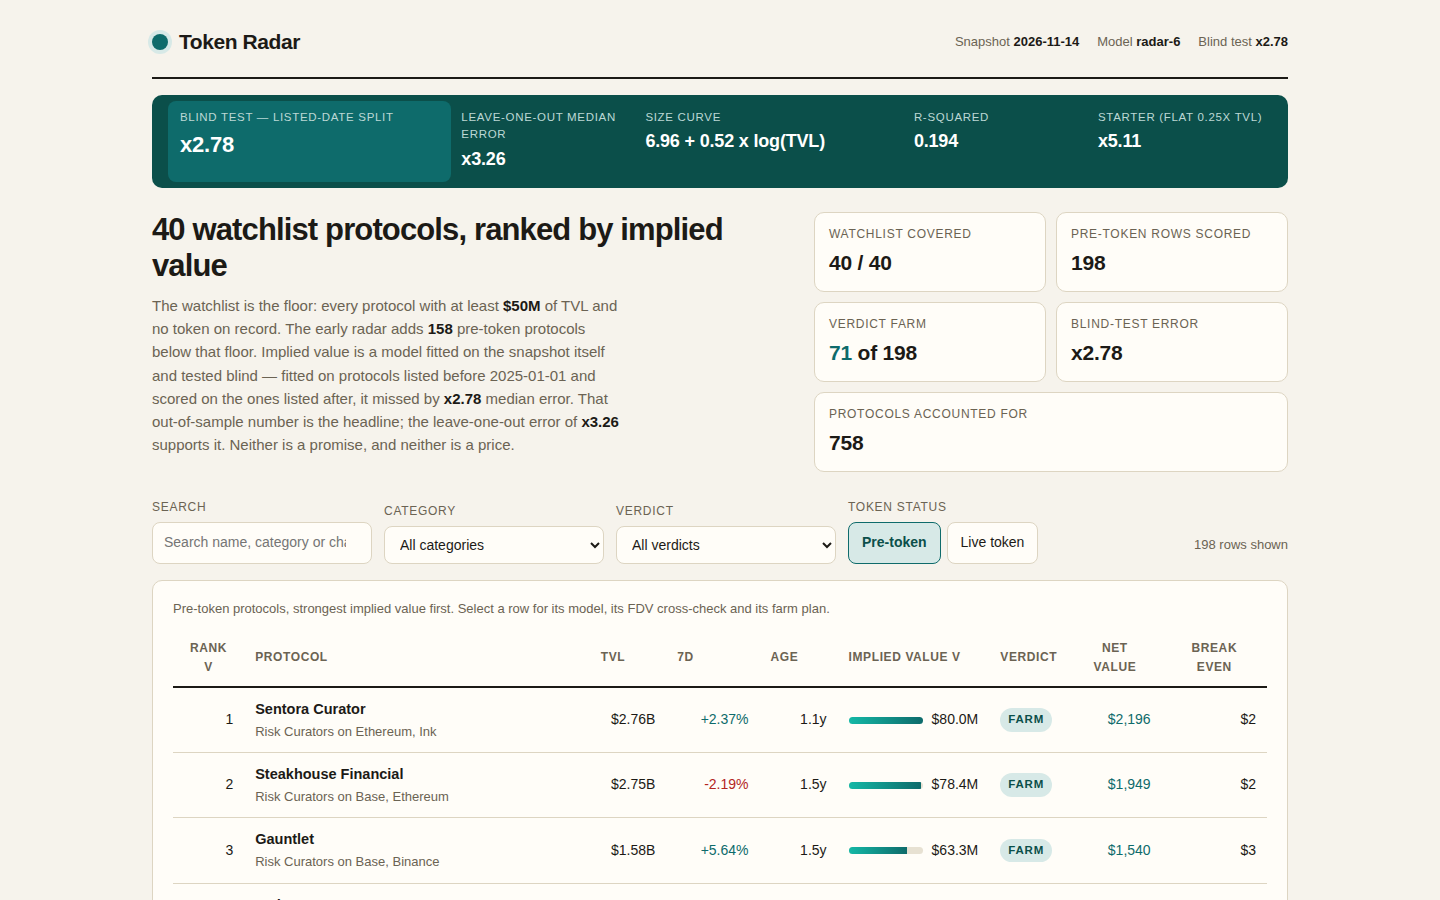 Token Radar
Snapshot 2026-11-14 Model radar-6 Blind test x2.78
BLIND TEST — LISTED-DATE SPLIT
x2.78
LEAVE-ONE-OUT MEDIAN
ERROR
x3.26
SIZE CURVE
6.96 + 0.52 x log(TVL)
R-SQUARED
0.194
STARTER (FLAT 0.25X TVL)
x5.11
40 watchlist protocols, ranked by implied
value
The watchlist is the floor: every protocol with at least $50M of TVL and
no token on record. The early radar adds 158 pre-token protocols
below that floor. Implied value is a model fitted on the snapshot itself
and tested blind — fitted on protocols listed before 2025-01-01 and
scored on the ones listed after, it missed by x2.78 median error. That
out-of-sample number is the headline; the leave-one-out error of x3.26
supports it. Neither is a promise, and neither is a price.
WATCHLIST COVERED
40 / 40
PRE-TOKEN ROWS SCORED
198
VERDICT FARM
71 of 198
BLIND-TEST ERROR
x2.78
PROTOCOLS ACCOUNTED FOR
758
SEARCH
Search name, category or cha
CATEGORY
All categories
VERDICT
All verdicts
TOKEN STATUS
Pre-token Live token
198 rows shown
Pre-token protocols, strongest implied value first. Select a row for its model, its FDV cross-check and its farm plan.
RANK V PROTOCOL TVL 7D AGE IMPLIED VALUE V VERDICT NET VALUE BREAK EVEN
1 Sentora Curator $2.76B +2.37% 1.1y $80.0M FARM $2,196 $2
Risk Curators on Ethereum, Ink
2 Steakhouse Financial $2.75B -2.19% 1.5y $78.4M FARM $1,949 $2
Risk Curators on Base, Ethereum
3 Gauntlet $1.58B +5.64% 1.5y $63.3M FARM $1,540 $3
Risk Curators on Base, Binance